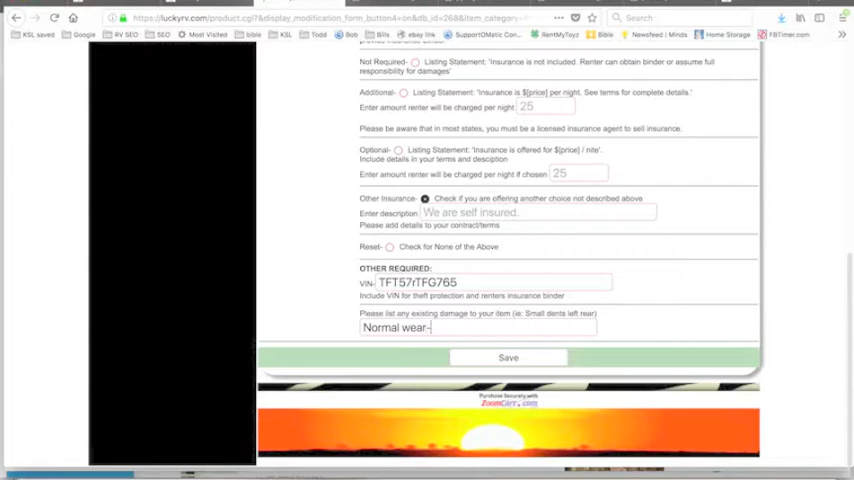 https://luckyrv.com/product.cgi?&display_modification_form_button4=on&db_id=268&item_category
Search
KSL saved
Google
RV SEO
SEO
Most Visited
bible
KSL
Todd
Bob
Bills
ebay link
SupportOMatic Con...
RentMyToyz
Bible
Newsfeed | Minds
Home Storage
FBTimer.com
Not Required- Listing Statement: 'Insurance is not included. Renter can obtain binder or assume full
responsibility for damages'
Additional- Listing Statement: 'Insurance is $[price] per night, See terms for complete details.'
Enter amount renter will be charged per night 25
Please be aware that in most states, you must be a licensed insurance agent to sell insurance.
Optional- Listing Statement: 'Insurance is offered for $[price] / nite'.
Include details in your terms and desciption
Enter amount renter will be charged per night if chosen 25
Other Insurance- Check if you are offering another choice not described above
Enter description We are self insured.
Please add details to your contract/terms
Reset- Check for None of the Above
OTHER REQUIRED:
VIN- TFT57rTFG765
Include VIN for theft protection and renters insurance binder
Please list any existing damage to your item (ie: Small dents left rear)
Normal wear-
Save
Purchase Securely with
ZoomCarr.com